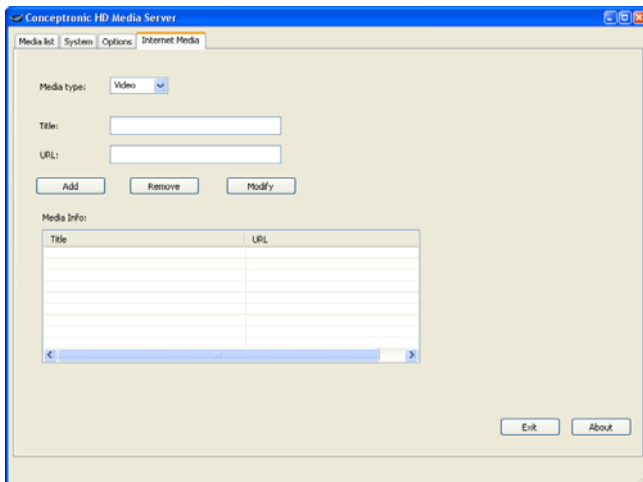 Conceptronic HD Media Server
Media list System Options Internet Media
Media type: Video
Title:
URL:
Add Remove Modify
Media Info:
Title URL
Exit About